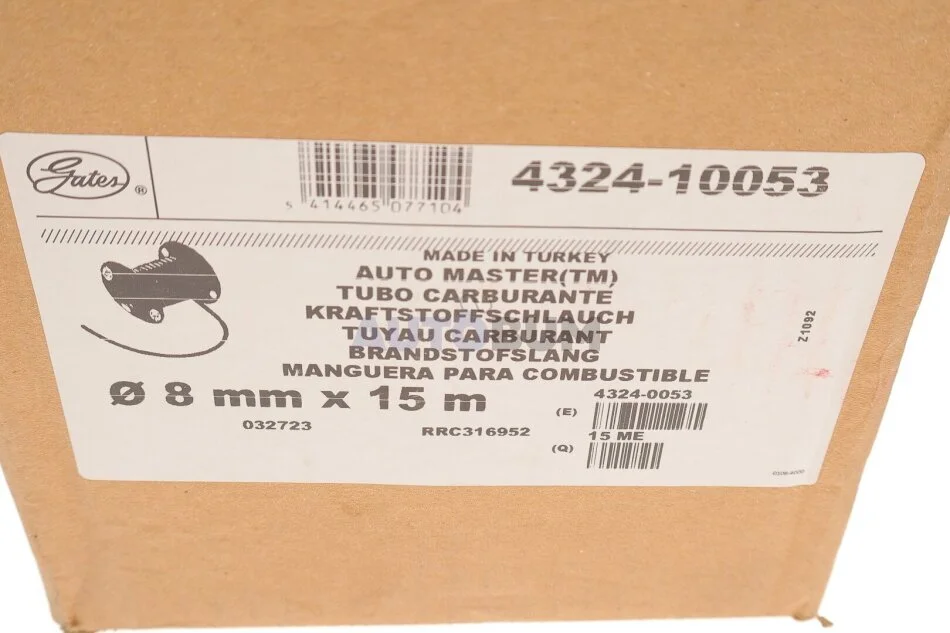 Gates ®
5 414465 077104
4324-10053
MADE IN TURKEY
AUTO MASTER(TM)
TUBO CARBURANTE
KRAFTSTOFFSCHLAUCH
AUTOBUM
TUYAU CARBURANT
BRANDSTOFSLANG
MANGUERA PARA COMBUSTIBLE
Ø 8 mm x 15 m
4324-0053
(E)
032723
RRC316952
15 ME
(Q)
Z1092